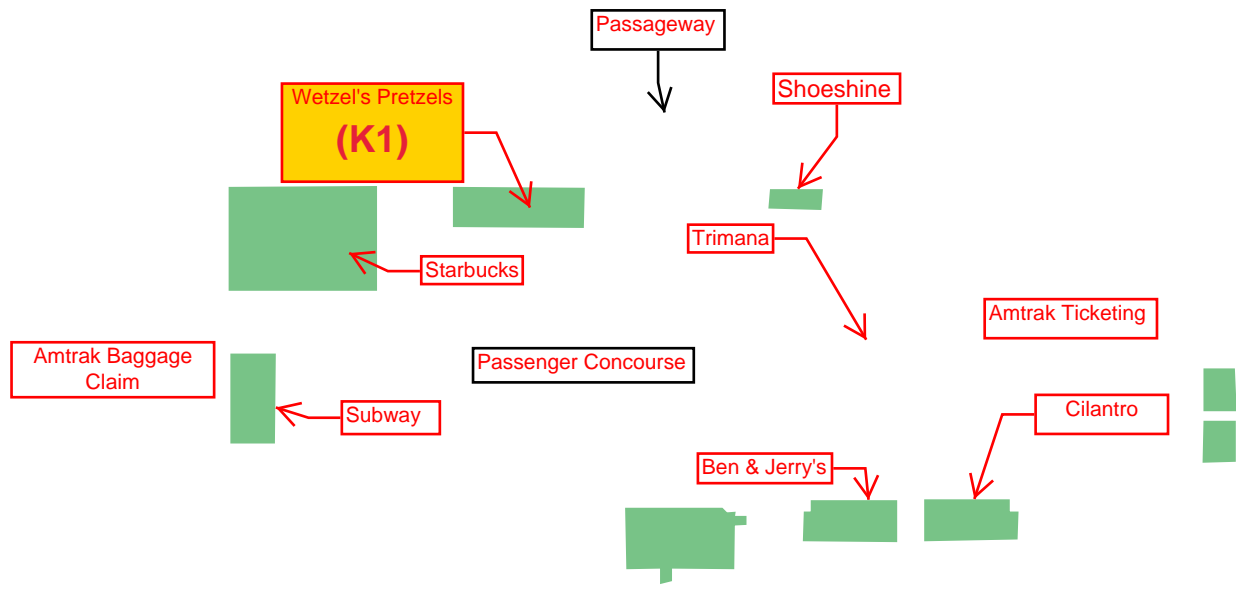 Passageway
Shoeshine
Wetzel's Pretzels
(K1)
Trimana
Starbucks
Amtrak Ticketing
Amtrak Baggage
Claim
Passenger Concourse
Subway
Cilantro
Ben & Jerry's